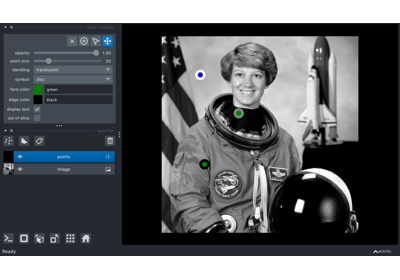 opacity: 1.00
point size: 20
blending: translucent
symbol: disc
face color: green
edge color: black
display text:
out of slice:
points
image
Ready
activity